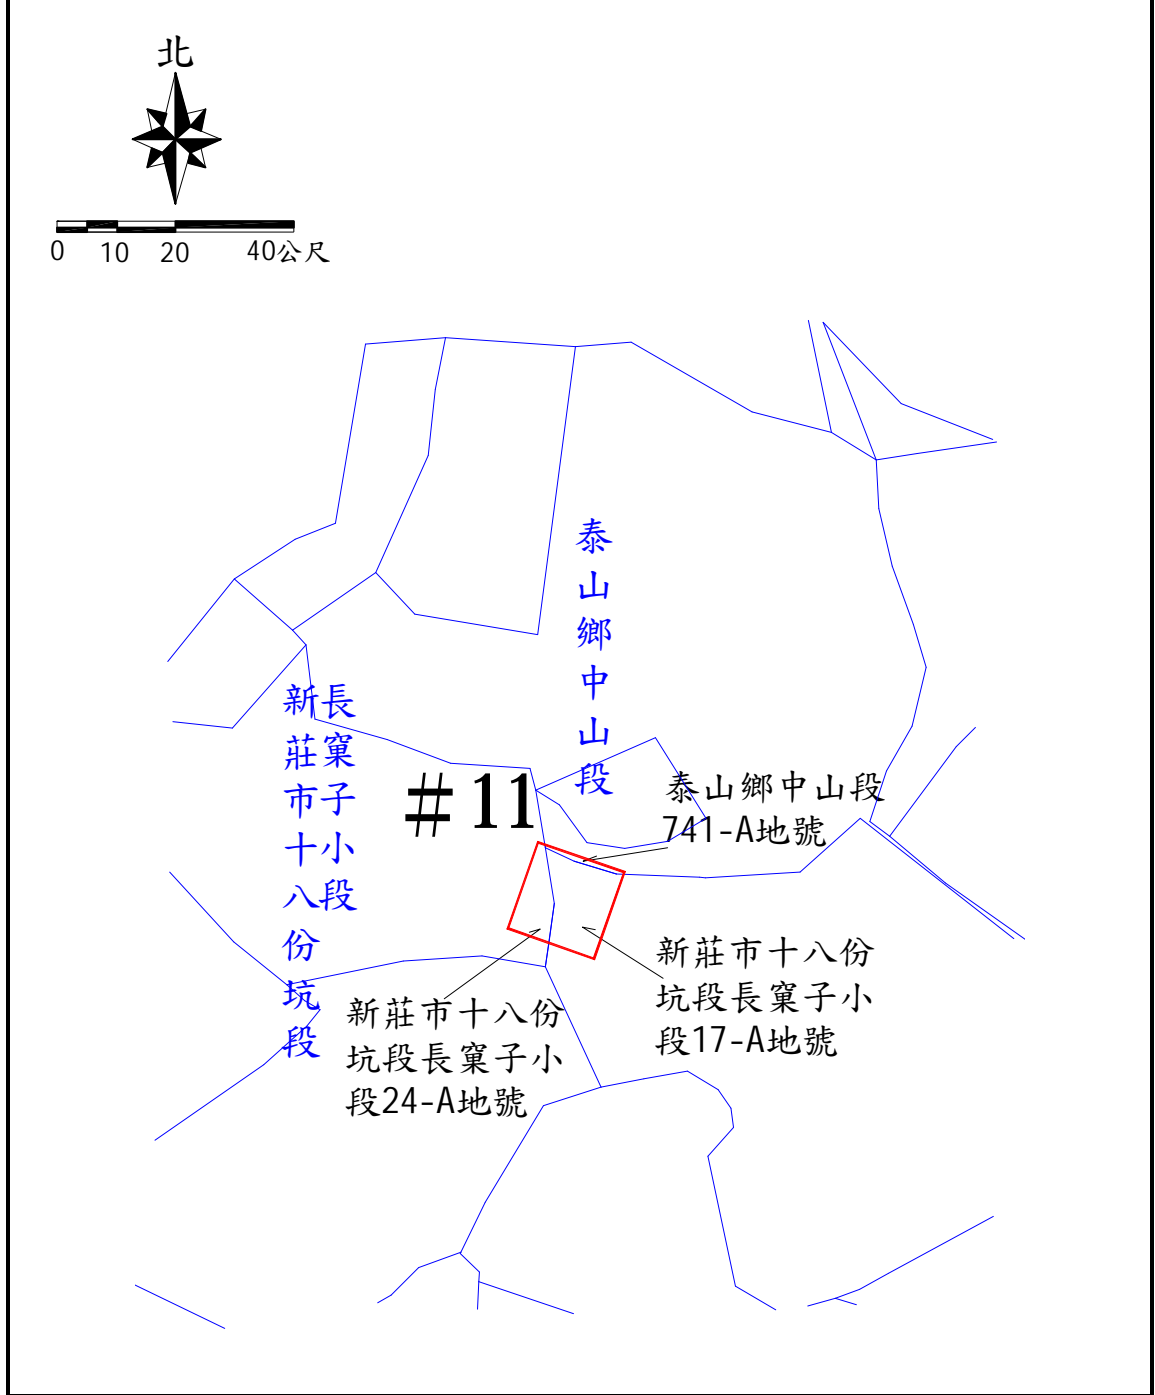 北
0 10 20 40公尺
泰山鄉中山段
長窠子小段
新莊市十八份坑段
#11
泰山鄉中山段
741-A地號
新莊市十八份
坑段長窠子小
段17-A地號
新莊市十八份
坑段長窠子小
段24-A地號